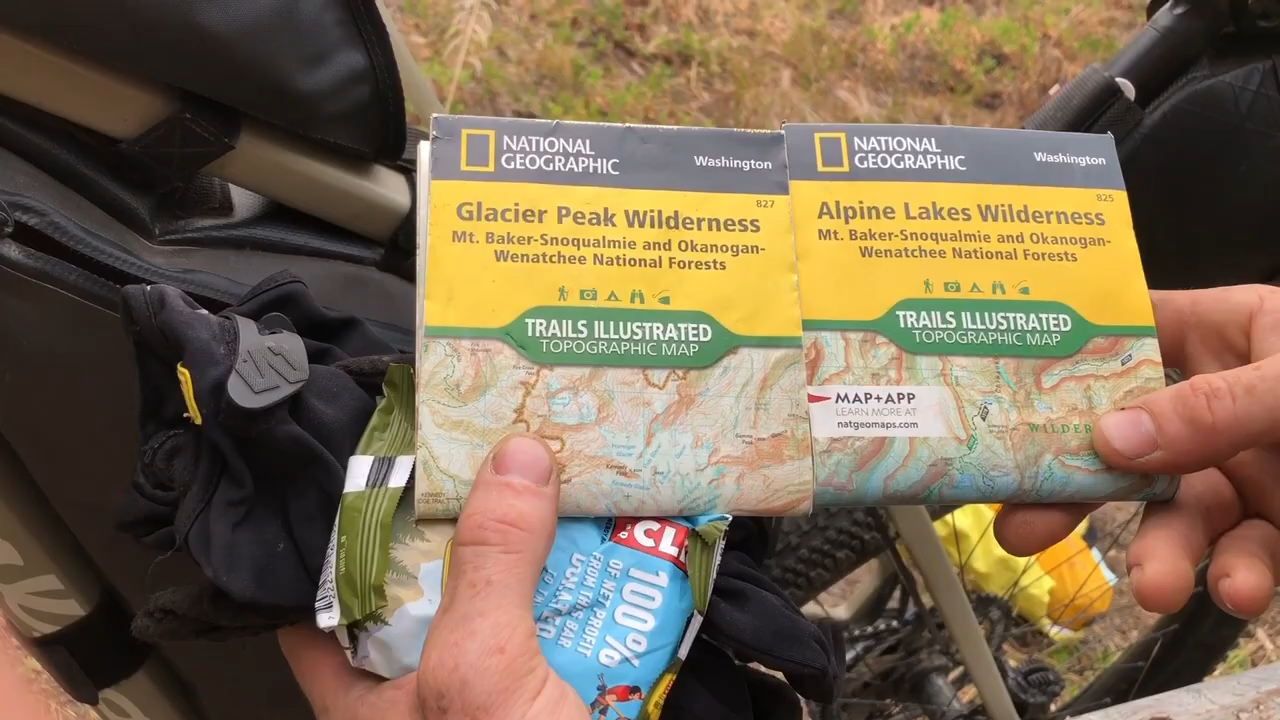 NATIONAL
GEOGRAPHIC
Washington
827
Glacier Peak Wilderness
Mt. Baker-Snoqualmie and Okanogan-
Wenatchee National Forests
TRAILS ILLUSTRATED
TOPOGRAPHIC MAP
NATIONAL
GEOGRAPHIC
Washington
825
Alpine Lakes Wilderness
Mt. Baker-Snoqualmie and Okanogan-
Wenatchee National Forests
TRAILS ILLUSTRATED
TOPOGRAPHIC MAP
MAP+APP
LEARN MORE AT
natgeomaps.com
WILDER
KENNEDY
CL
100%
OF NET PROFIT
FROM THIS BAR